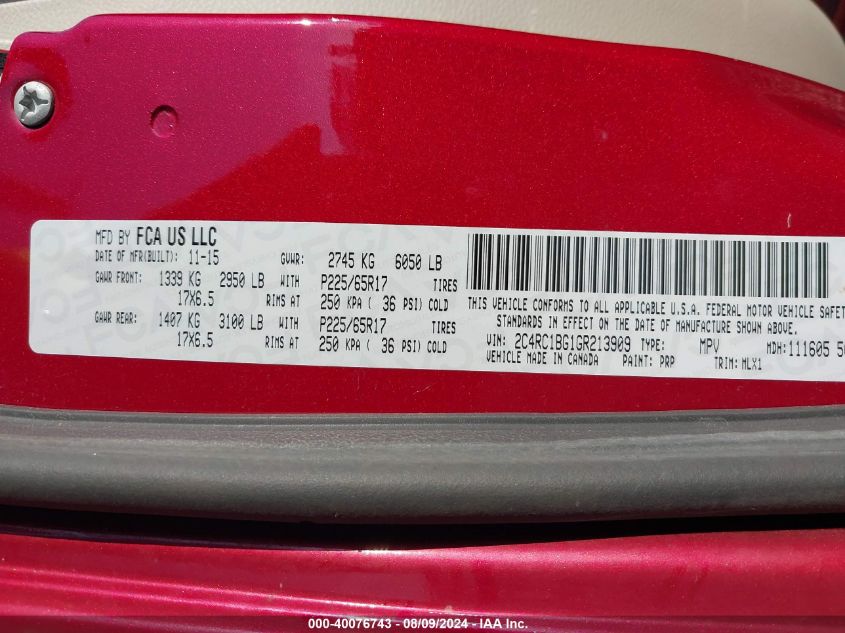 MFD BY FCA US LLC
DATE OF MFR(BUILT): 11-15 GVWR: 2745 KG 6050 LB
GAWR FRONT: 1339 KG 2950 LB WITH P225/65R17 TIRES
17X6.5 RIMS AT 250 KPA ( 36 PSI) COLD
GAWR REAR: 1407 KG 3100 LB WITH P225/65R17 TIRES
17X6.5 RIMS AT 250 KPA ( 36 PSI) COLD
THIS VEHICLE CONFORMS TO ALL APPLICABLE U.S.A. FEDERAL MOTOR VEHICLE SAFET
STANDARDS IN EFFECT ON THE DATE OF MANUFACTURE SHOWN ABOVE.
VIN: 2C4RC1BG1GR213909 TYPE: MPV MDH:111605 50
VEHICLE MADE IN CANADA PAINT: PRP TRIM: MLX1
000-40076743 - 08/09/2024 - IAA Inc.